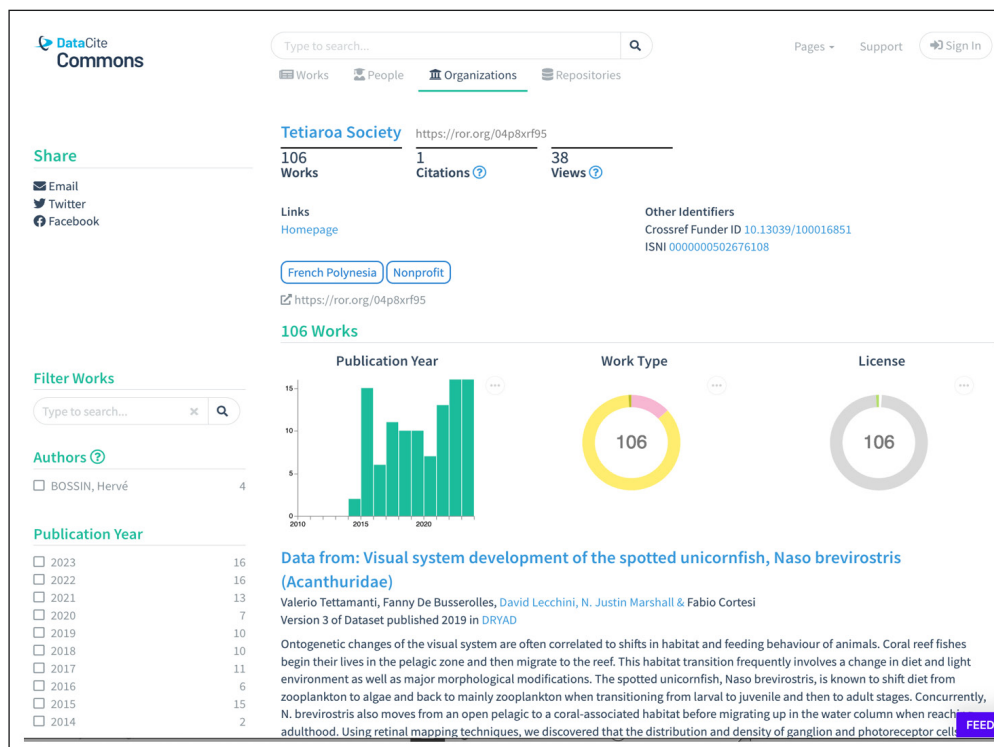 DataCite
Commons
Type to search...
Pages
Support
Sign In
Works
People
Organizations
Repositories
Tetiaroa Society https://ror.org/04p8xrf95
106
Works
1
Citations
38
Views
Share
Email
Twitter
Facebook
Links
Homepage
Other Identifiers
Crossref Funder ID 10.13039/100016851
ISNI 0000000502676108
French Polynesia
Nonprofit
https://ror.org/04p8xrf95
106 Works
Publication Year
15
10
5
0
2010
2015
2020
Work Type
106
License
106
Filter Works
Type to search...
Authors
BOSSIN, Hervé 4
Publication Year
2023 16
2022 16
2021 13
2020 7
2019 10
2018 10
2017 11
2016 6
2015 15
2014 2
Data from: Visual system development of the spotted unicornfish, Naso brevirostris
(Acanthuridae)
Valerio Tettamanti, Fanny De Busserolles, David Lecchini, N. Justin Marshall & Fabio Cortesi
Version 3 of Dataset published 2019 in DRYAD
Ontogenetic changes of the visual system are often correlated to shifts in habitat and feeding behaviour of animals. Coral reef fishes
begin their lives in the pelagic zone and then migrate to the reef. This habitat transition frequently involves a change in diet and light
environment as well as major morphological modifications. The spotted unicornfish, Naso brevirostris, is known to shift diet from
zooplankton to algae and back to mainly zooplankton when transitioning from larval to juvenile and then to adult stages. Concurrently,
N. brevirostris also moves from an open pelagic to a coral-associated habitat before migrating up in the water column when
adulthood. Using retinal mapping techniques, we discovered that the distribution and density of ganglion and photoreceptor
FEED